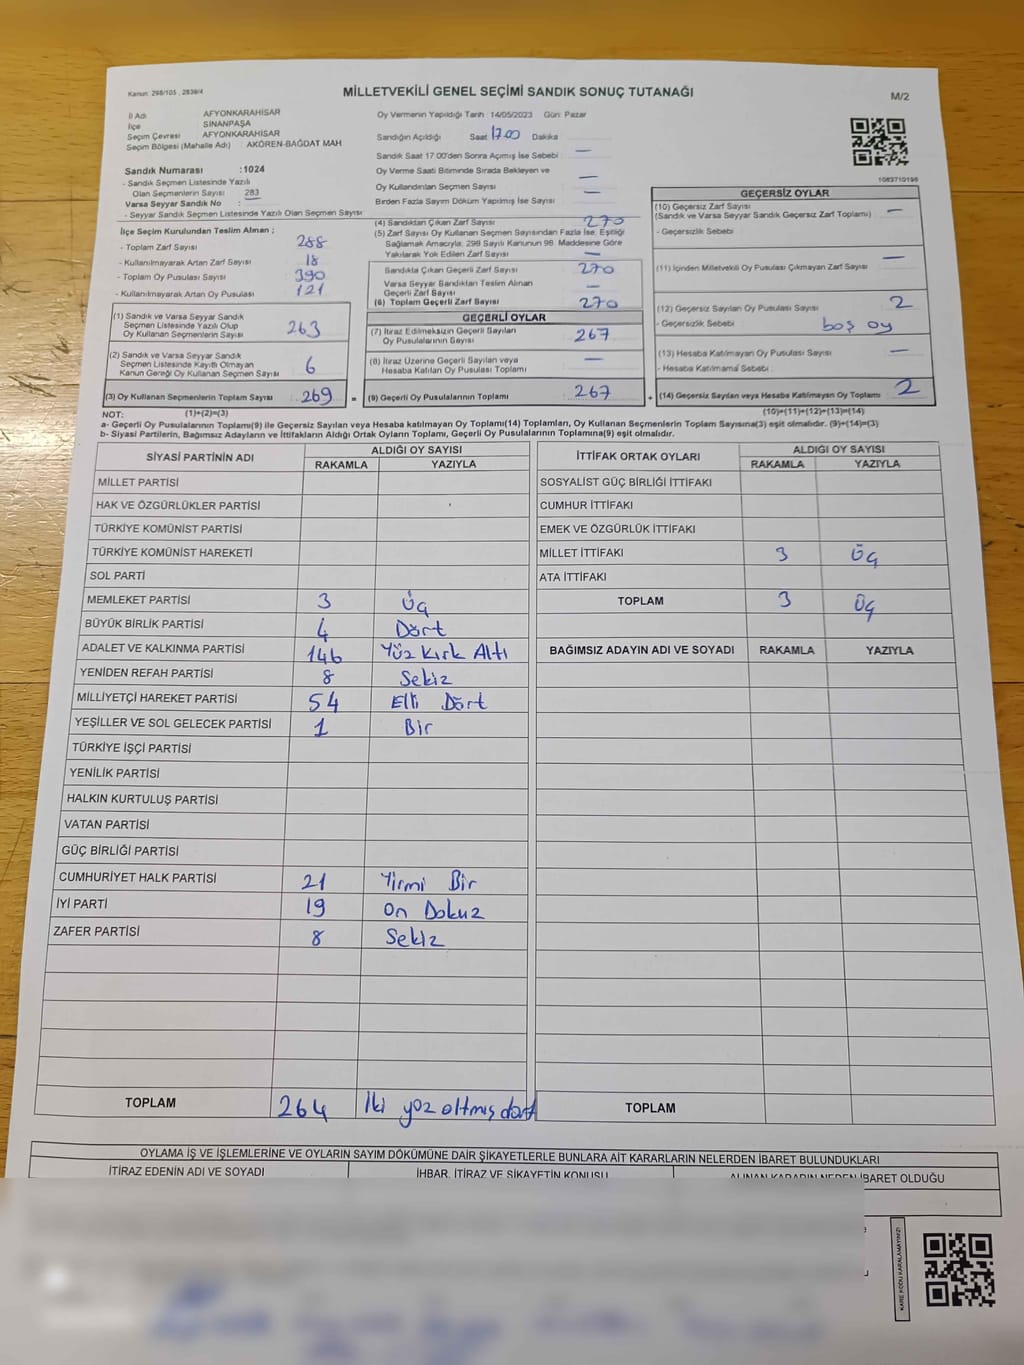 Kanun: 298/105 , 2839/4
MİLLETVEKİLİ GENEL SEÇİMİ SANDIK SONUÇ TUTANAĞI
M/2
İl Adı AFYONKARAHİSAR
İlçe SİNANPAŞA
Seçim Çevresi AFYONKARAHİSAR
Seçim Bölgesi (Mahalle Adı) : AKÖREN-BAĞDAT MAH
Sandık Numarası :1024
- Sandık Seçmen Listesinde Yazılı
Olan Seçmenlerin Sayısı 283
Varsa Seyyar Sandık No :
- Seyyar Sandık Seçmen Listesinde Yazılı Olan Seçmen Sayısı
İlçe Seçim Kurulundan Teslim Alınan ;
- Toplam Zarf Sayısı 288
- Kullanılmayarak Artan Zarf Sayısı 18
- Toplam Oy Pusulası Sayısı 390
- Kullanılmayarak Artan Oy Pusulası 121
(1) Sandık ve Varsa Seyyar Sandık
Seçmen Listesinde Yazılı Olup
Oy Kullanan Seçmenlerin Sayısı 263
(2) Sandık ve Varsa Seyyar Sandık
Seçmen Listesinde Kayıtlı Olmayan
Kanun Gereği Oy Kullanan Seçmen Sayısı 6
(3) Oy Kullanan Seçmenlerin Toplam Sayısı 269 =
Oy Vermenin Yapıldığı Tarih :14/05/2023 Gün: Pazar
Sandığın Açıldığı Saat 17.00 Dakika
Sandık Saat 17.00'den Sonra Açımış İse Sebebi : —
Oy Verme Saati Bitiminde Sırada Bekleyen ve
Oy Kullandırılan Seçmen Sayısı —
Birden Fazla Sayım Döküm Yapılmış İse Sayısı —
(4) Sandıktan Çıkan Zarf Sayısı 270
(5) Zarf Sayısı Oy Kullanan Seçmen Sayısından Fazla İse, Eşitliği
Sağlamak Amacıyla, 298 Sayılı Kanunun 98. Maddesine Göre
Yakılarak Yok Edilen Zarf Sayısı —
Sandıkta Çıkan Geçerli Zarf Sayısı 270
Varsa Seyyar Sandıktan Teslim Alınan
Geçerli Zarf Sayısı —
(6) Toplam Geçerli Zarf Sayısı 270
GEÇERLİ OYLAR
(7) İtiraz Edilmeksizin Geçerli Sayılan
Oy Pusulalarının Sayısı 267
(8) İtiraz Üzerine Geçerli Sayılan veya
Hesaba Katılan Oy Pusulası Toplamı —
(9) Geçerli Oy Pusulalarının Toplamı 267 +
1083710196
GEÇERSİZ OYLAR
(10) Geçersiz Zarf Sayısı
(Sandık ve Varsa Seyyar Sandık Geçersiz Zarf Toplamı) —
- Geçersizlik Sebebi
(11) İçinden Milletvekili Oy Pusulası Çıkmayan Zarf Sayısı —
(12) Geçersiz Sayılan Oy Pusulası Sayısı 2
- Geçersizlik Sebebi : boş oy
(13) Hesaba Katılmayan Oy Pusulası Sayısı —
- Hesaba Katılmama Sebebi :
(14) Geçersiz Sayılan veya Hesaba Katılmayan Oy Toplamı 2
NOT: (1)+(2)=(3) (10)+(11)+(12)+(13)=(14)
a- Geçerli Oy Pusulalarının Toplamı(9) ile Geçersiz Sayılan veya Hesaba katılmayan Oy Toplamı(14) Toplamları, Oy Kullanan Seçmenlerin Toplam Sayısına(3) eşit olmalıdır. (9)+(14)=(3)
b- Siyasi Partilerin, Bağımsız Adayların ve İttifakların Aldığı Ortak Oyların Toplamı, Geçerli Oy Pusulalarının Toplamına(9) eşit olmalıdır.
SİYASİ PARTİNİN ADI ALDIĞI OY SAYISI
RAKAMLA YAZIYLA
MİLLET PARTİSİ
HAK VE ÖZGÜRLÜKLER PARTİSİ
TÜRKİYE KOMÜNİST PARTİSİ
TÜRKİYE KOMÜNİST HAREKETİ
SOL PARTİ
MEMLEKET PARTİSİ 3 Üç
BÜYÜK BİRLİK PARTİSİ 4 Dört
ADALET VE KALKINMA PARTİSİ 146 Yüz Kırk Altı
YENİDEN REFAH PARTİSİ 8 Sekiz
MİLLİYETÇİ HAREKET PARTİSİ 54 Elli Dört
YEŞİLLER VE SOL GELECEK PARTİSİ 1 Bir
TÜRKİYE İŞÇİ PARTİSİ
YENİLİK PARTİSİ
HALKIN KURTULUŞ PARTİSİ
VATAN PARTİSİ
GÜÇ BİRLİĞİ PARTİSİ
CUMHURİYET HALK PARTİSİ 21 Yirmi Bir
İYİ PARTİ 19 On Dokuz
ZAFER PARTİSİ 8 Sekiz
TOPLAM 264 İki yöz altmış dört
İTTİFAK ORTAK OYLARI ALDIĞI OY SAYISI
RAKAMLA YAZIYLA
SOSYALİST GÜÇ BİRLİĞİ İTTİFAKI
CUMHUR İTTİFAKI
EMEK VE ÖZGÜRLÜK İTTİFAKI
MİLLET İTTİFAKI 3 Üç
ATA İTTİFAKI
TOPLAM 3 Üç
BAĞIMSIZ ADAYIN ADI VE SOYADI RAKAMLA YAZIYLA
TOPLAM
OYLAMA İŞ VE İŞLEMLERİNE VE OYLARIN SAYIM DÖKÜMÜNE DAİR ŞİKAYETLERLE BUNLARA AİT KARARLARIN NELERDEN İBARET BULUNDUKLARI
İTİRAZ EDENİN ADI VE SOYADI İHBAR, İTİRAZ VE ŞİKAYETİN KONUSU ALINAN KARARIN NEDEN İBARET OLDUĞU
KARE KODU KARALAMAYINIZ!